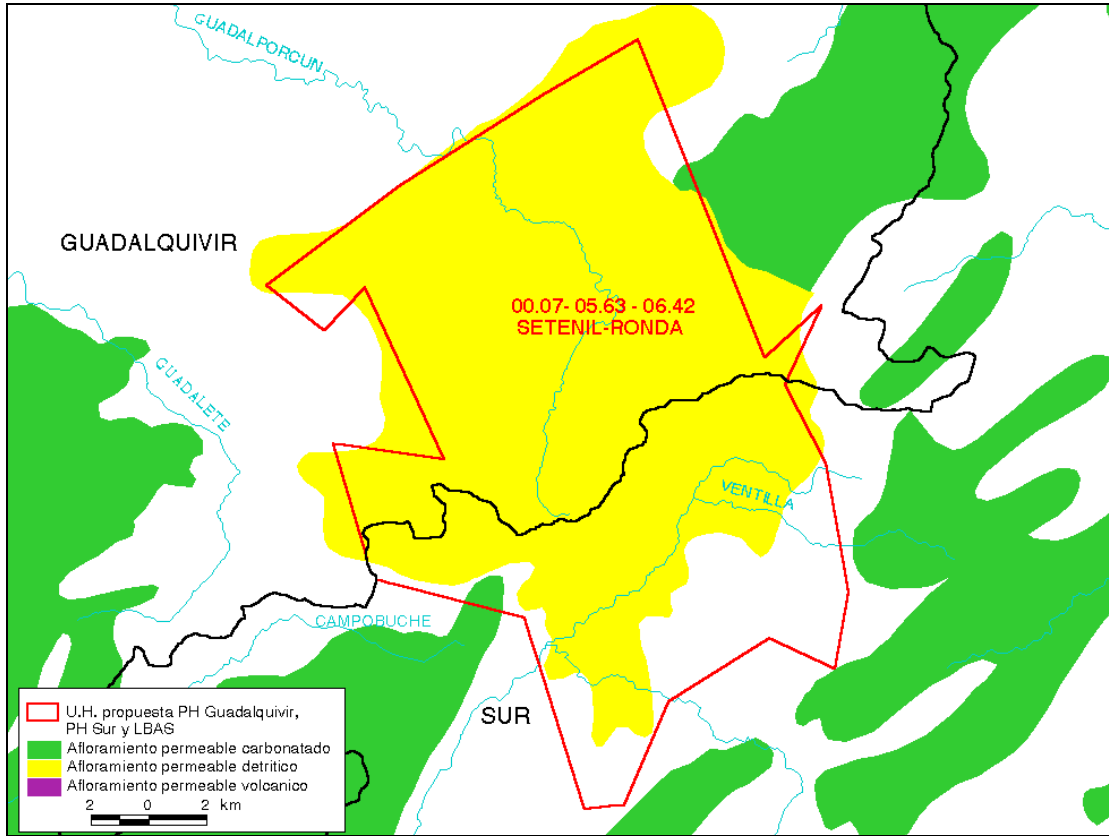 GUADALPORCUN
GUADALQUIVIR
00.07- 05.63 - 06.42
SETENIL-RONDA
GUADALETE
VENTILLA
CAMPOBUCHE
SUR
U.H. propuesta PH Guadalquivir,
PH Sur y LBAS
Afloramiento permeable carbonatado
Afloramiento permeable detritico
Afloramiento permeable volcanico
2 0 2 km